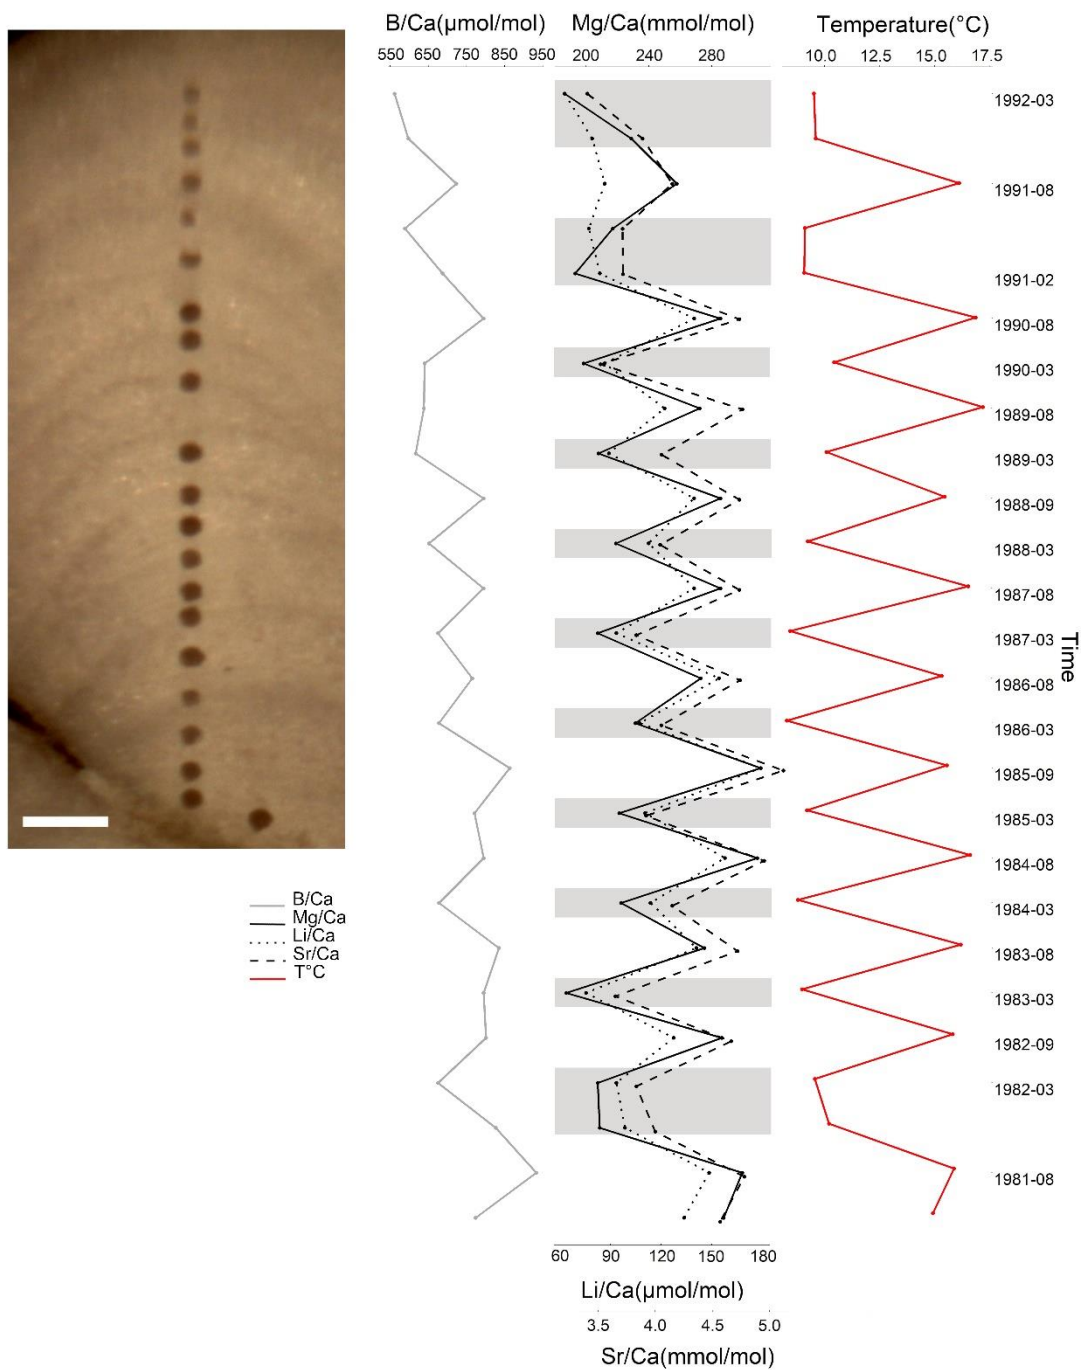 B/Ca(μmol/mol) Mg/Ca(mmol/mol) Temperature(°C)
550 650 750 850 950 200 240 280 10.0 12.5 15.0 17.5
1992-03
1991-08
1991-02
1990-08
1990-03
1989-08
1989-03
1988-09
1988-03
1987-08
1987-03
Time
1986-08
1986-03
1985-09
1985-03
1984-08
1984-03
1983-08
1983-03
1982-09
1982-03
1981-08
B/Ca
Mg/Ca
Li/Ca
Sr/Ca
T°C
60 90 120 150 180
Li/Ca(μmol/mol)
3.5 4.0 4.5 5.0
Sr/Ca(mmol/mol)